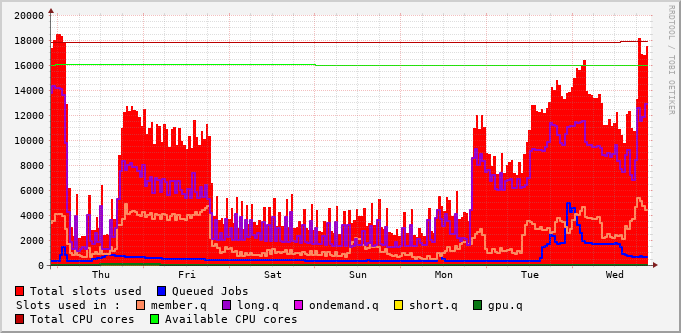 RRDTOOL / TOBI OETIKER
20000
18000
16000
14000
12000
10000
8000
6000
4000
2000
0
Thu Fri Sat Sun Mon Tue Wed
Total slots used Queued Jobs
Slots used in : member.q long.q ondemand.q short.q gpu.q
Total CPU cores Available CPU cores